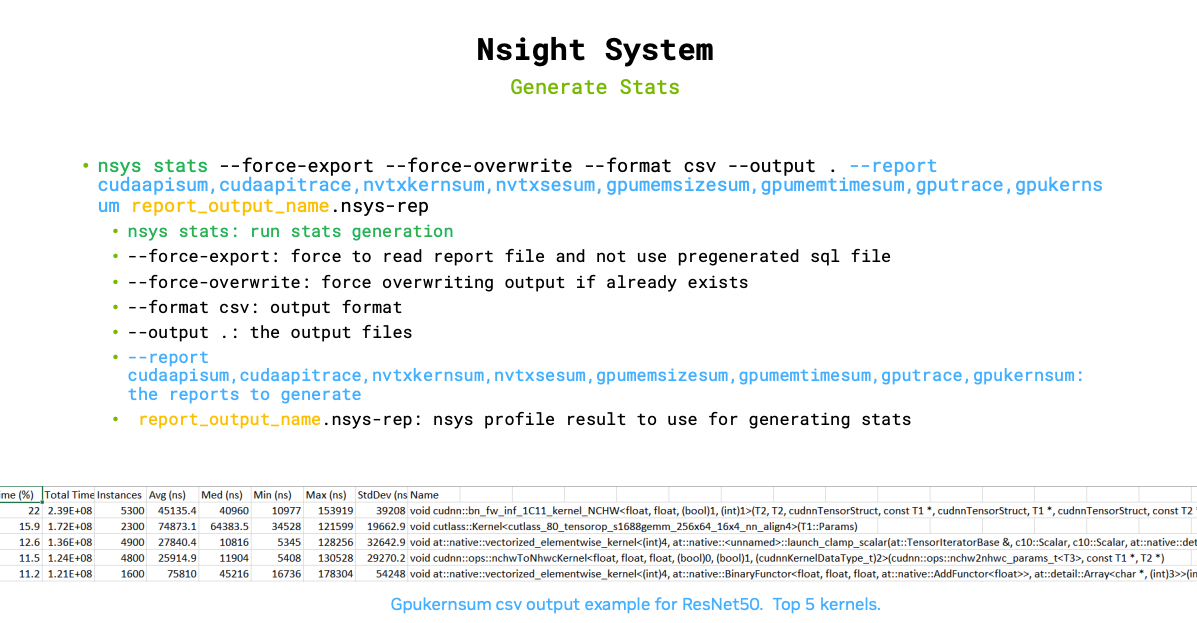 Nsight System
Generate Stats
• nsys stats --force-export --force-overwrite --format csv --output . --report
cudaapisum,cudaapitrace,nvtxkernsum,nvtxsesum,gpumemsizesum,gpumemtimesum,gputrace,gpukerns
um report_output_name.nsys-rep
• nsys stats: run stats generation
• --force-export: force to read report file and not use pregenerated sql file
• --force-overwrite: force overwriting output if already exists
• --format csv: output format
• --output .: the output files
• --report
cudaapisum,cudaapitrace,nvtxkernsum,nvtxsesum,gpumemsizesum,gpumemtimesum,gputrace,gpukernsum:
the reports to generate
• report_output_name.nsys-rep: nsys profile result to use for generating stats
me (%) Total Time Instances Avg (ns) Med (ns) Min (ns) Max (ns) StdDev (ns Name
22 2.39E+08 5300 45135.4 40960 10977 153919 39208 void cudnn::bn_fw_inf_1C11_kernel_NCHW<float, float, (bool)1, (int)1>(T2, T2, cudnnTensorStruct, const T1 *, cudnnTensorStruct, T1 *, cudnnTensorStruct, const T2 *
15.9 1.72E+08 2300 74873.1 64383.5 34528 121599 19662.9 void cutlass::Kernel<cutlass_80_tensorop_s1688gemm_256x64_16x4_nn_align4>(T1::Params)
12.6 1.36E+08 4900 27840.4 10816 5345 128256 32642.9 void at::native::vectorized_elementwise_kernel<(int)4, at::native::<unnamed>::launch_clamp_scalar(at::TensorIteratorBase &, c10::Scalar, c10::Scalar, at::native::det
11.5 1.24E+08 4800 25914.9 11904 5408 130528 29270.2 void cudnn::ops::nchwToNhwcKernel<float, float, float, (bool)0, (bool)1, (cudnnKernelDataType_t)2>(cudnn::ops::nchw2nhwc_params_t<T3>, const T1 *, T2 *)
11.2 1.21E+08 1600 75810 45216 16736 178304 54248 void at::native::vectorized_elementwise_kernel<(int)4, at::native::BinaryFunctor<float, float, float, at::native::AddFunctor<float>>, at::detail::Array<char *, (int)3>>(in
Gpukernsum csv output example for ResNet50. Top 5 kernels.